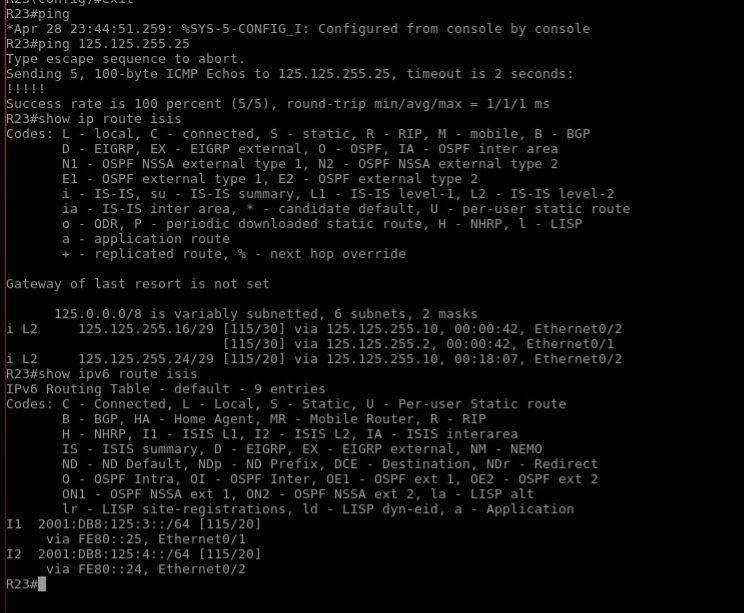 R23(config)#exit
R23#ping
*Apr 28 23:44:51.259: %SYS-5-CONFIG_I: Configured from console by console
R23#ping 125.125.255.25
Type escape sequence to abort.
Sending 5, 100-byte ICMP Echos to 125.125.255.25, timeout is 2 seconds:
!!!!!
Success rate is 100 percent (5/5), round-trip min/avg/max = 1/1/1 ms
R23#show ip route isis
Codes: L - local, C - connected, S - static, R - RIP, M - mobile, B - BGP
       D - EIGRP, EX - EIGRP external, O - OSPF, IA - OSPF inter area
       N1 - OSPF NSSA external type 1, N2 - OSPF NSSA external type 2
       E1 - OSPF external type 1, E2 - OSPF external type 2
       i - IS-IS, su - IS-IS summary, L1 - IS-IS level-1, L2 - IS-IS level-2
       ia - IS-IS inter area, * - candidate default, U - per-user static route
       o - ODR, P - periodic downloaded static route, H - NHRP, l - LISP
       a - application route
       + - replicated route, % - next hop override
Gateway of last resort is not set
      125.0.0.0/8 is variably subnetted, 6 subnets, 2 masks
i L2     125.125.255.16/29 [115/30] via 125.125.255.10, 00:00:42, Ethernet0/2
                           [115/30] via 125.125.255.2, 00:00:42, Ethernet0/1
i L2     125.125.255.24/29 [115/20] via 125.125.255.10, 00:18:07, Ethernet0/2
R23#show ipv6 route isis
IPv6 Routing Table - default - 9 entries
Codes: C - Connected, L - Local, S - Static, U - Per-user Static route
       B - BGP, HA - Home Agent, MR - Mobile Router, R - RIP
       H - NHRP, I1 - ISIS L1, I2 - ISIS L2, IA - ISIS interarea
       IS - ISIS summary, D - EIGRP, EX - EIGRP external, NM - NEMO
       ND - ND Default, NDp - ND Prefix, DCE - Destination, NDr - Redirect
       O - OSPF Intra, OI - OSPF Inter, OE1 - OSPF ext 1, OE2 - OSPF ext 2
       ON1 - OSPF NSSA ext 1, ON2 - OSPF NSSA ext 2, la - LISP alt
       lr - LISP site-registrations, ld - LISP dyn-eid, a - Application
I1  2001:DB8:125:3::/64 [115/20]
     via FE80::25, Ethernet0/1
I2  2001:DB8:125:4::/64 [115/20]
     via FE80::24, Ethernet0/2
R23#